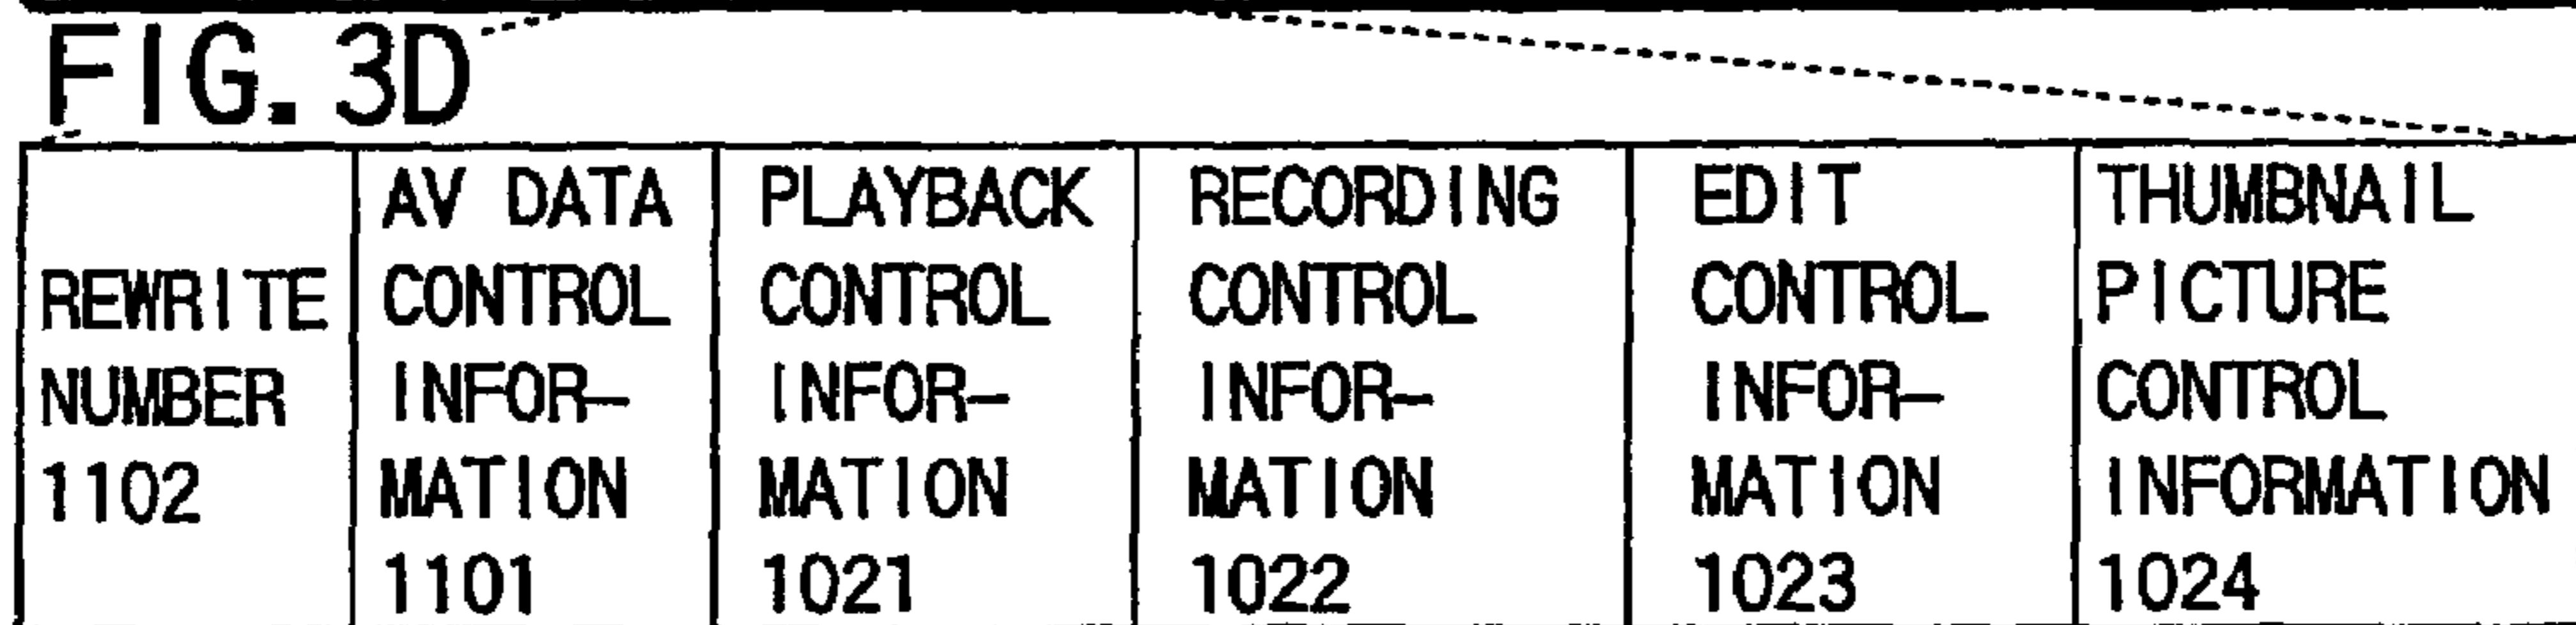 FIG. 3D
REWRITE
NUMBER
1102
AV DATA
CONTROL
INFOR-
MATION
1101
PLAYBACK
CONTROL
INFOR-
MATION
1021
RECORDING
CONTROL
INFOR-
MATION
1022
EDIT
CONTROL
INFOR-
MATION
1023
THUMBNAIL
PICTURE
CONTROL
INFORMATION
1024